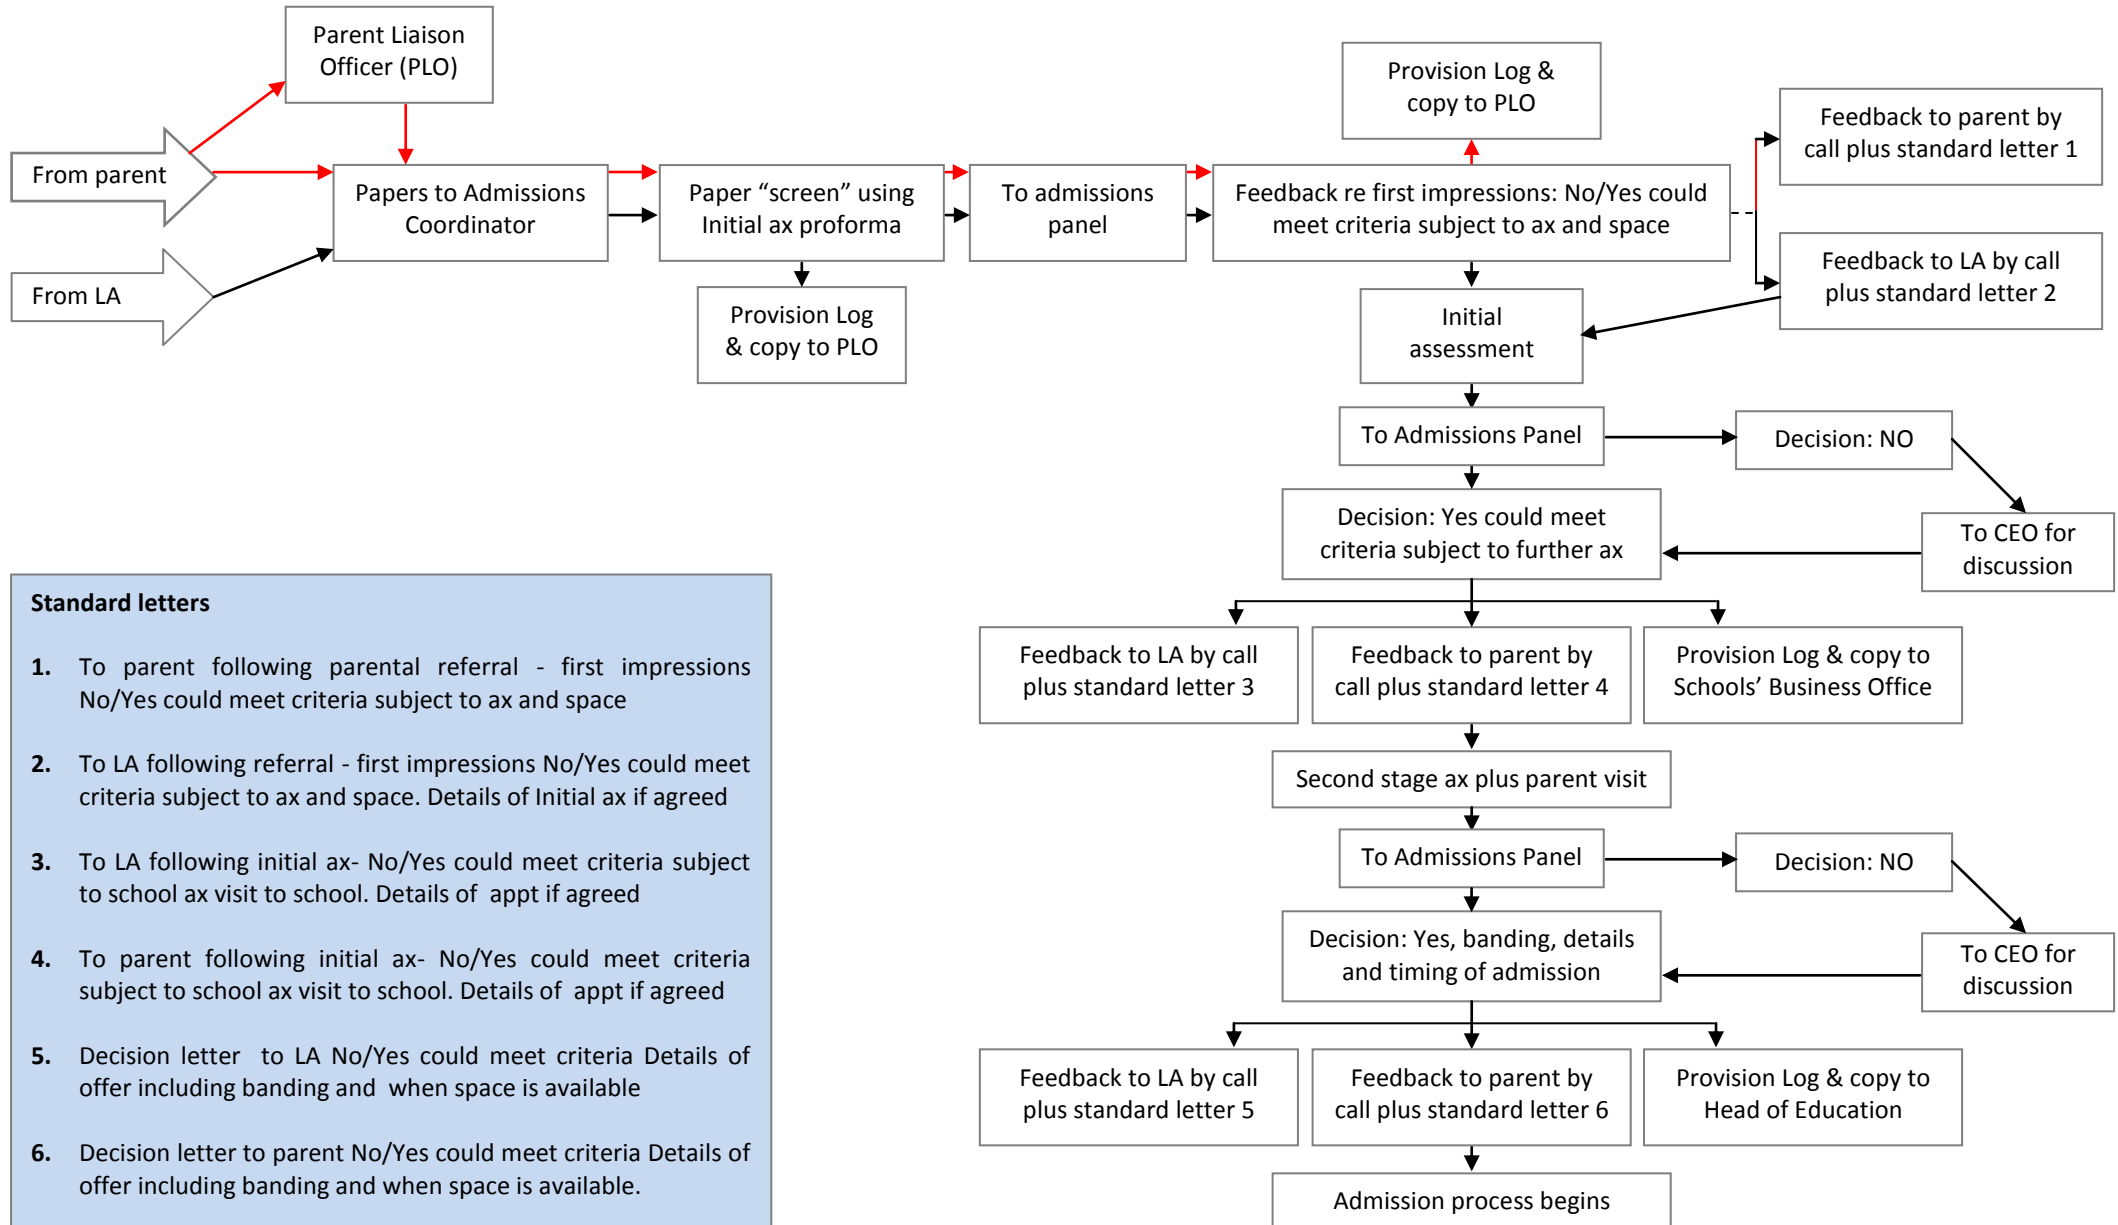 Parent Liaison
Officer (PLO)
From parent
From LA
Papers to Admissions
Coordinator
Paper “screen” using
Initial ax proforma
Provision Log
& copy to PLO
To admissions
panel
Provision Log &
copy to PLO
Feedback re first impressions: No/Yes could
meet criteria subject to ax and space
Feedback to parent by
call plus standard letter 1
Feedback to LA by call
plus standard letter 2
Initial
assessment
To Admissions Panel
Decision: NO
To CEO for
discussion
Decision: Yes could meet
criteria subject to further ax
Feedback to LA by call
plus standard letter 3
Feedback to parent by
call plus standard letter 4
Provision Log & copy to
Schools’ Business Office
Second stage ax plus parent visit
To Admissions Panel
Decision: NO
To CEO for
discussion
Decision: Yes, banding, details
and timing of admission
Feedback to LA by call
plus standard letter 5
Feedback to parent by
call plus standard letter 6
Provision Log & copy to
Head of Education
Admission process begins
Standard letters
1. To parent following parental referral - first impressions
No/Yes could meet criteria subject to ax and space
2. To LA following referral - first impressions No/Yes could meet
criteria subject to ax and space. Details of Initial ax if agreed
3. To LA following initial ax- No/Yes could meet criteria subject
to school ax visit to school. Details of appt if agreed
4. To parent following initial ax- No/Yes could meet criteria
subject to school ax visit to school. Details of appt if agreed
5. Decision letter to LA No/Yes could meet criteria Details of
offer including banding and when space is available
6. Decision letter to parent No/Yes could meet criteria Details of
offer including banding and when space is available.